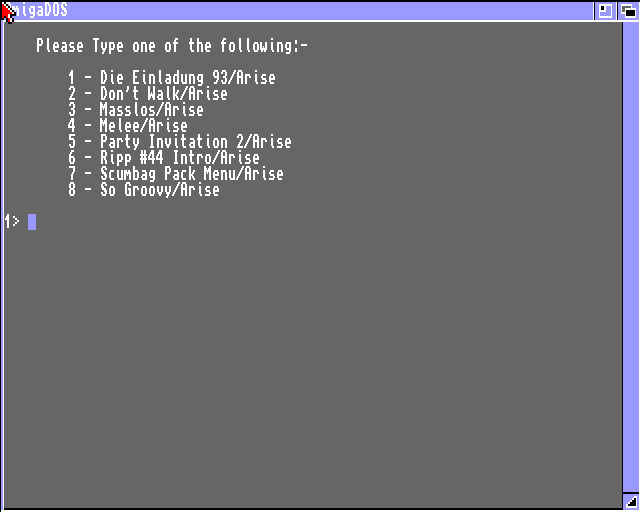 migaDOS
Please Type one of the following:-
1 - Die Einladung 93/Arise
2 - Don't Walk/Arise
3 - Masslos/Arise
4 - Melee/Arise
5 - Party Invitation 2/Arise
6 - Ripp #44 Intro/Arise
7 - Scumbag Pack Menu/Arise
8 - So Groovy/Arise
1>